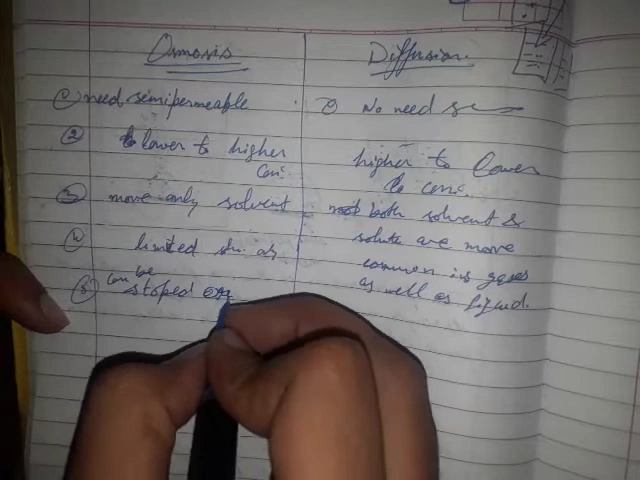 Osmosis
Diffusion.
① need semipermeable
① No need
② lower to higher
conc.
higher to lower
conc.
③ move only solvent
both solvent &
solute are move
④ limited
common in gases
as well as liquid.
⑤ can be
stoped or